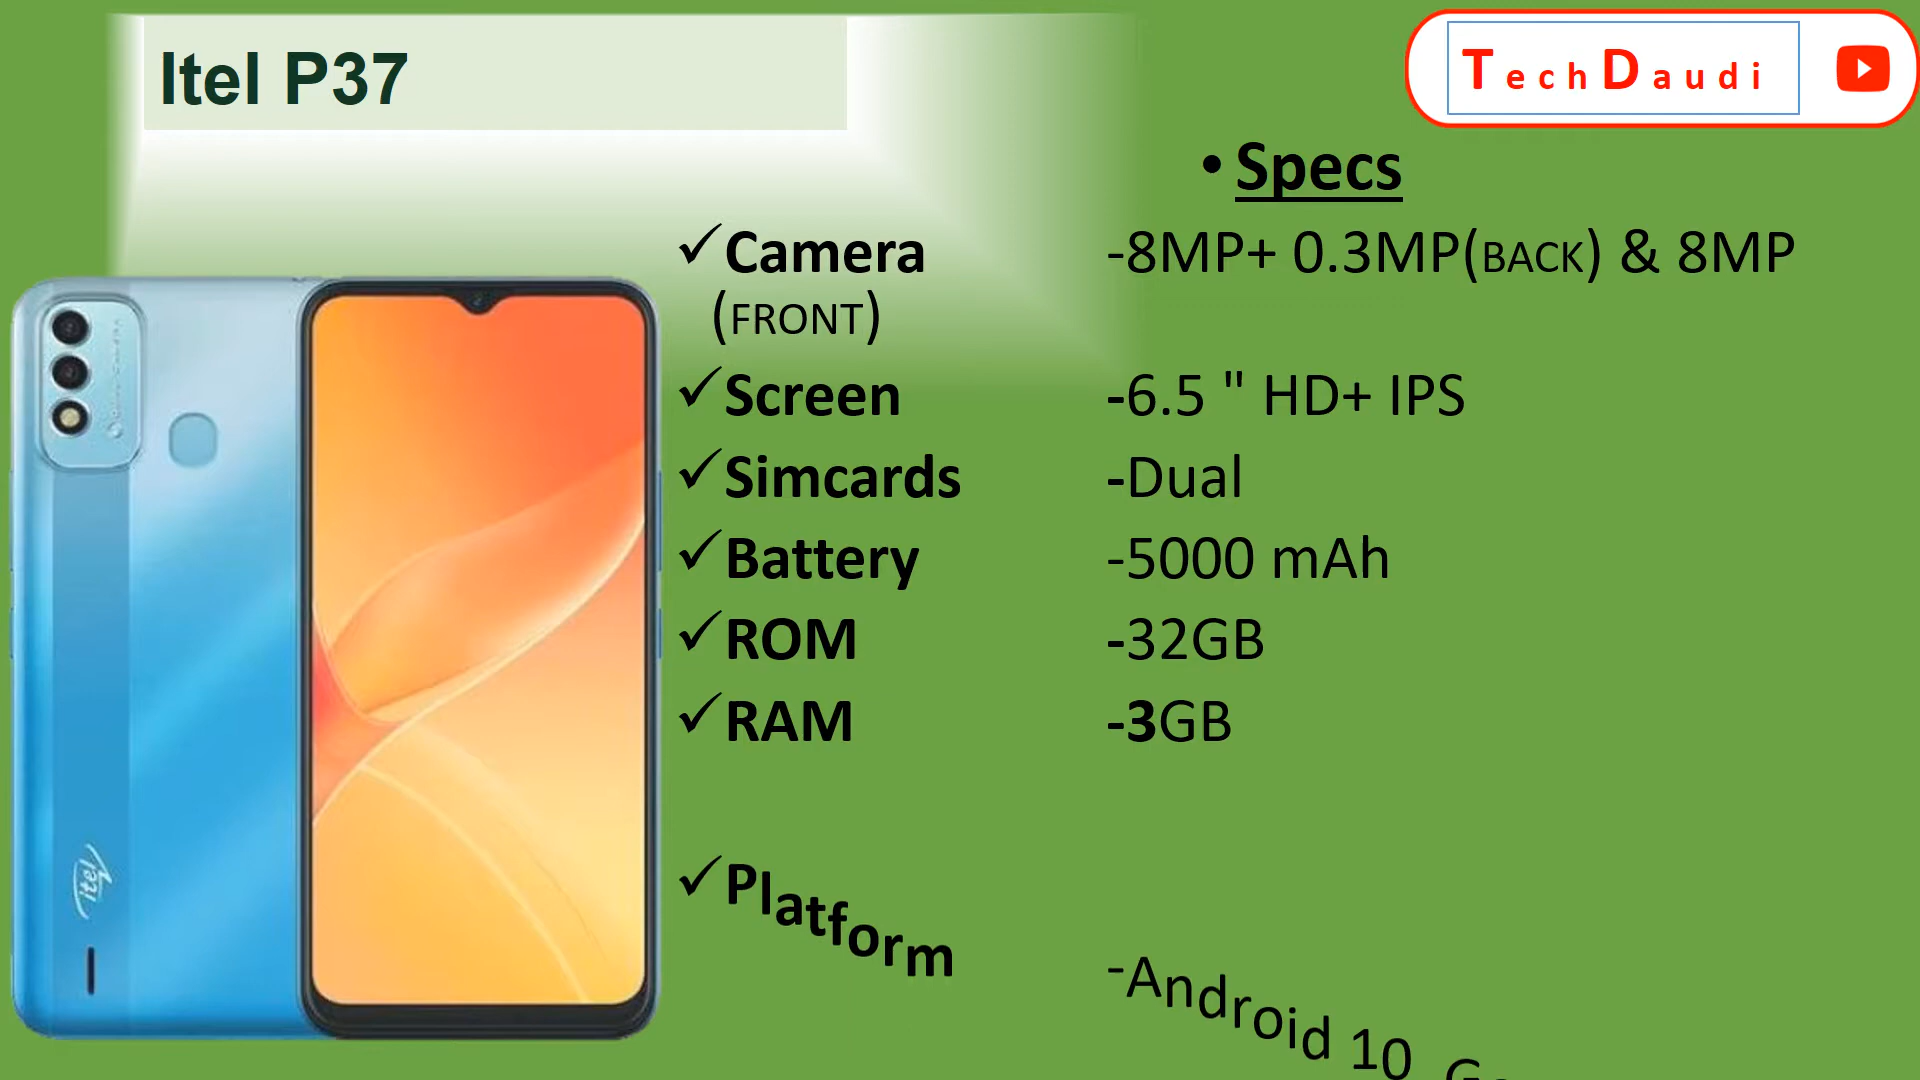 Itel P37
TechDaudi
• Specs
✓Camera -8MP+ 0.3MP(BACK) & 8MP
(FRONT)
✓Screen -6.5 " HD+ IPS
✓Simcards -Dual
✓Battery -5000 mAh
✓ROM -32GB
✓RAM -3GB
✓Platform -Android 10
itel